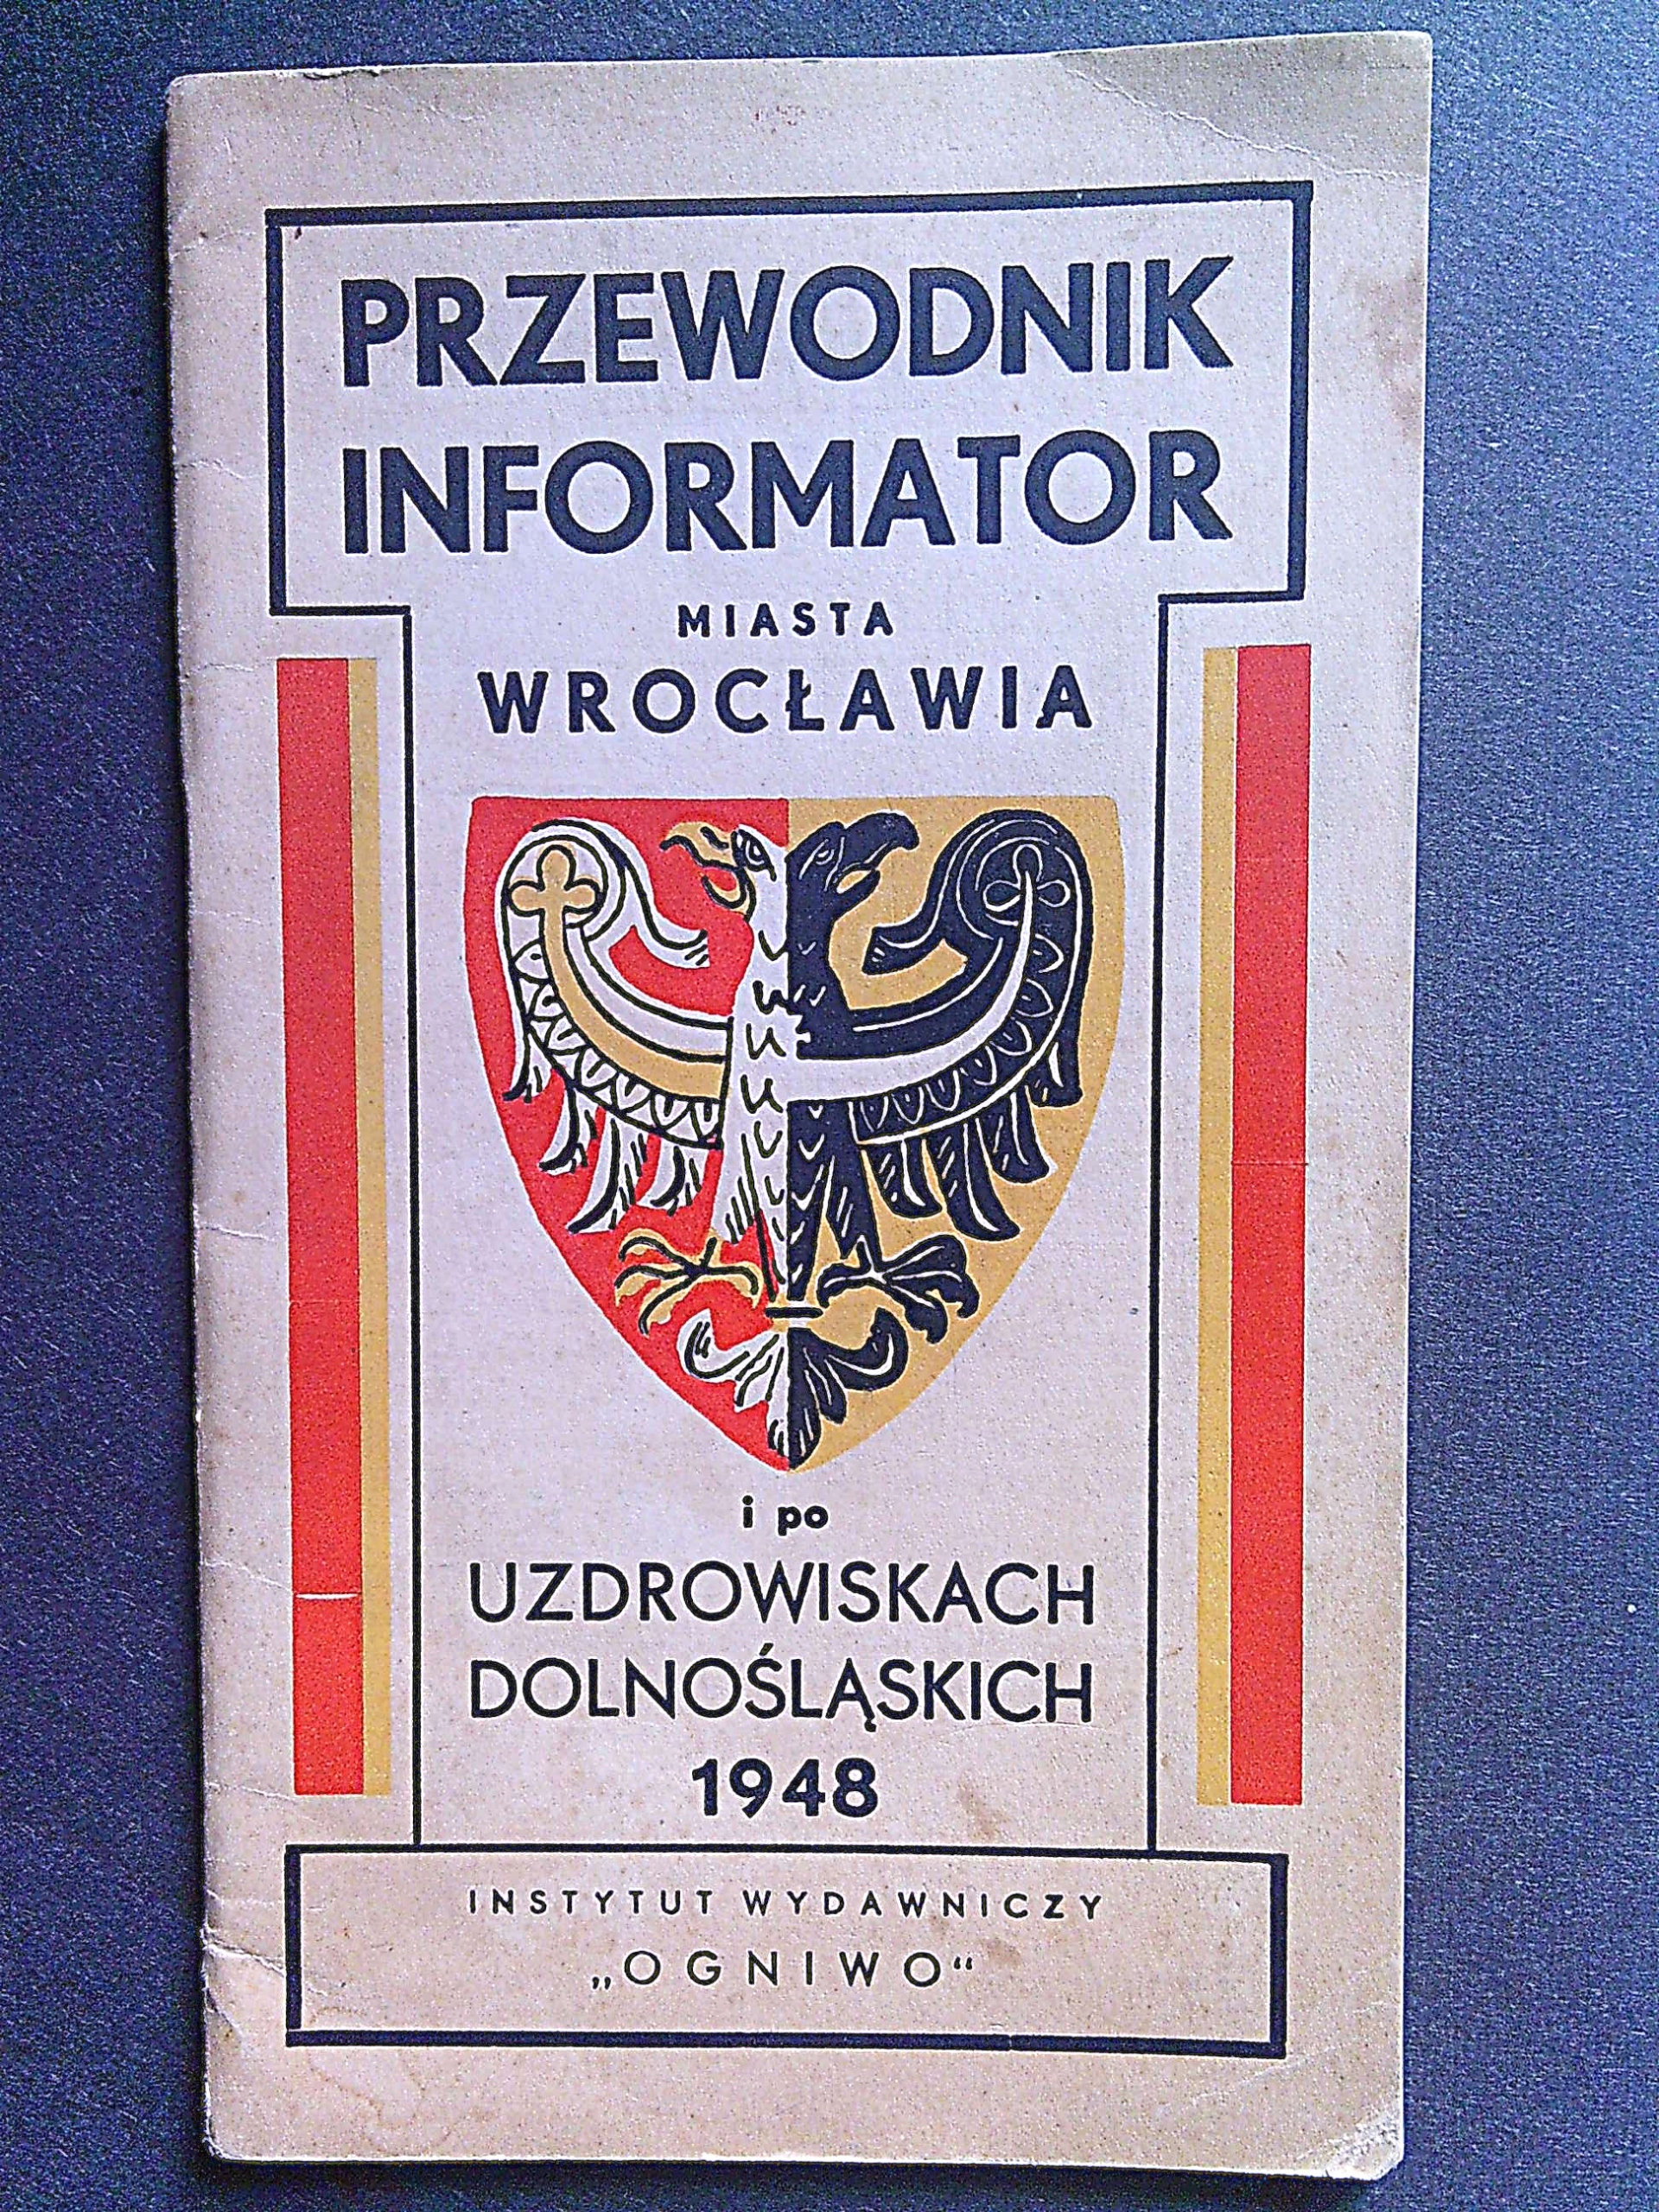 PRZEWODNIK
INFORMATOR
MIASTA
WROCŁAWIA
i po
UZDROWISKACH
DOLNOŚLĄSKICH
1948
INSTYTUT WYDAWNICZY
„OGNIWO“